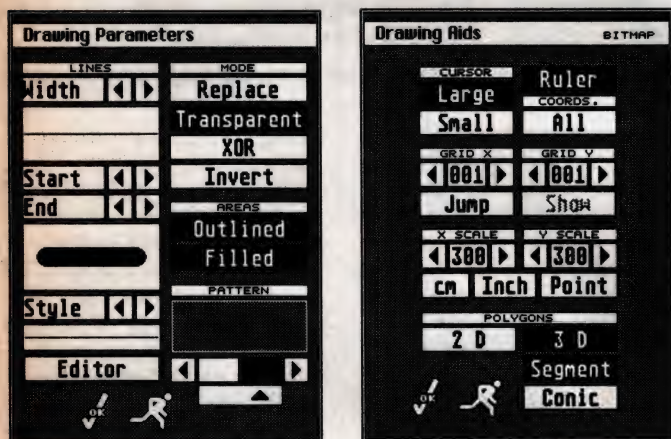 Drawing Parameters
LINES
Width
Start
End
Style
Editor
MODE
Replace
Transparent
XOR
Invert
AREAS
Outlined
Filled
PATTERN
OK
Drawing Aids
BITMAP
CURSOR
Large
Small
Ruler
COORDS.
All
GRID X
001
Jump
GRID Y
001
Show
X SCALE
300
Y SCALE
300
cm Inch Point
POLYGONS
2 D
3 D
Segment
Conic
OK